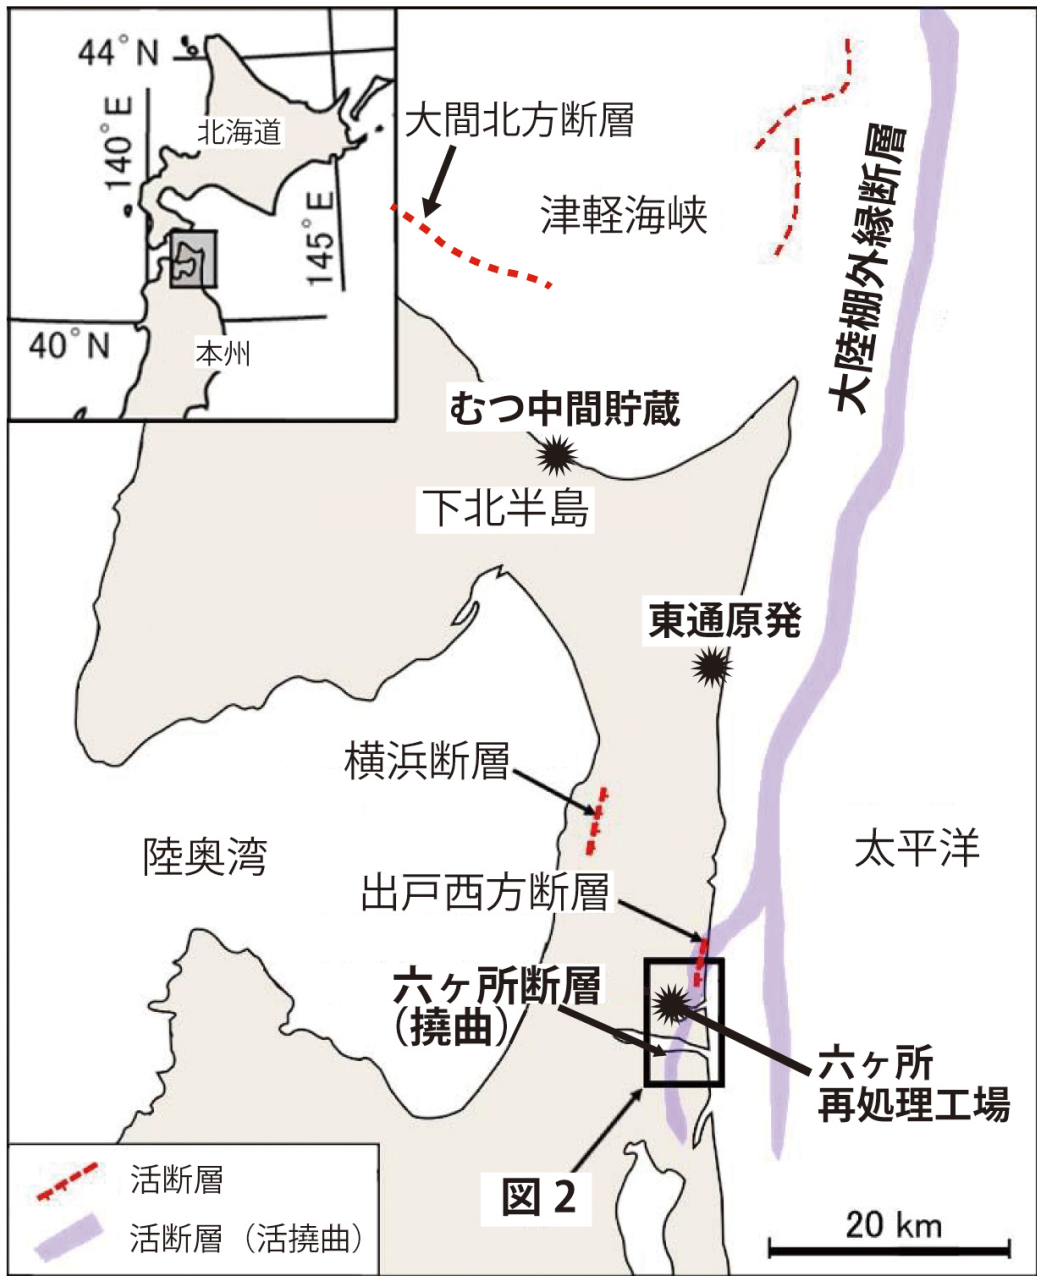 44°N
140°E
北海道
145°E
40°N
本州
大間北方断層
津軽海峡
大陸棚外縁断層
むつ中間貯蔵
下北半島
東通原発
横浜断層
陸奥湾
太平洋
出戸西方断層
六ヶ所断層
（撓曲）
六ヶ所
再処理工場
図2
活断層
活断層（活撓曲）
20 km